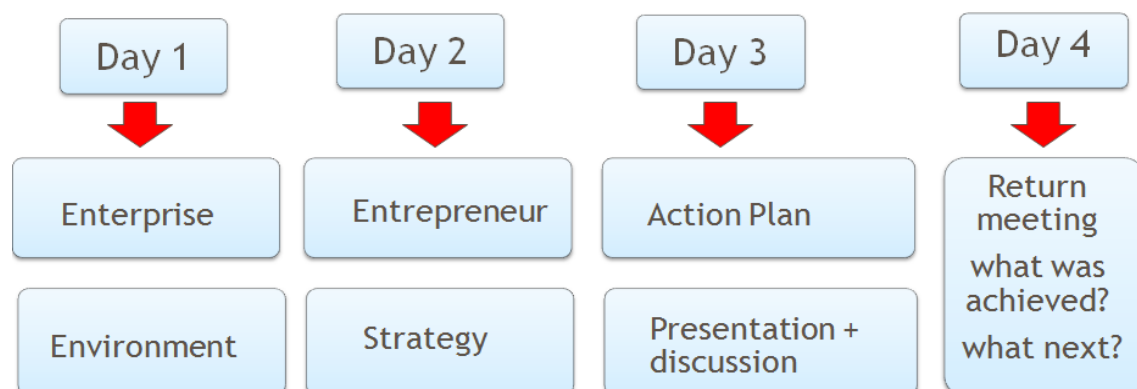 Day 1
Day 2
Day 3
Day 4
Enterprise
Entrepreneur
Action Plan
Return
meeting
what was
achieved?
what next?
Environment
Strategy
Presentation +
discussion